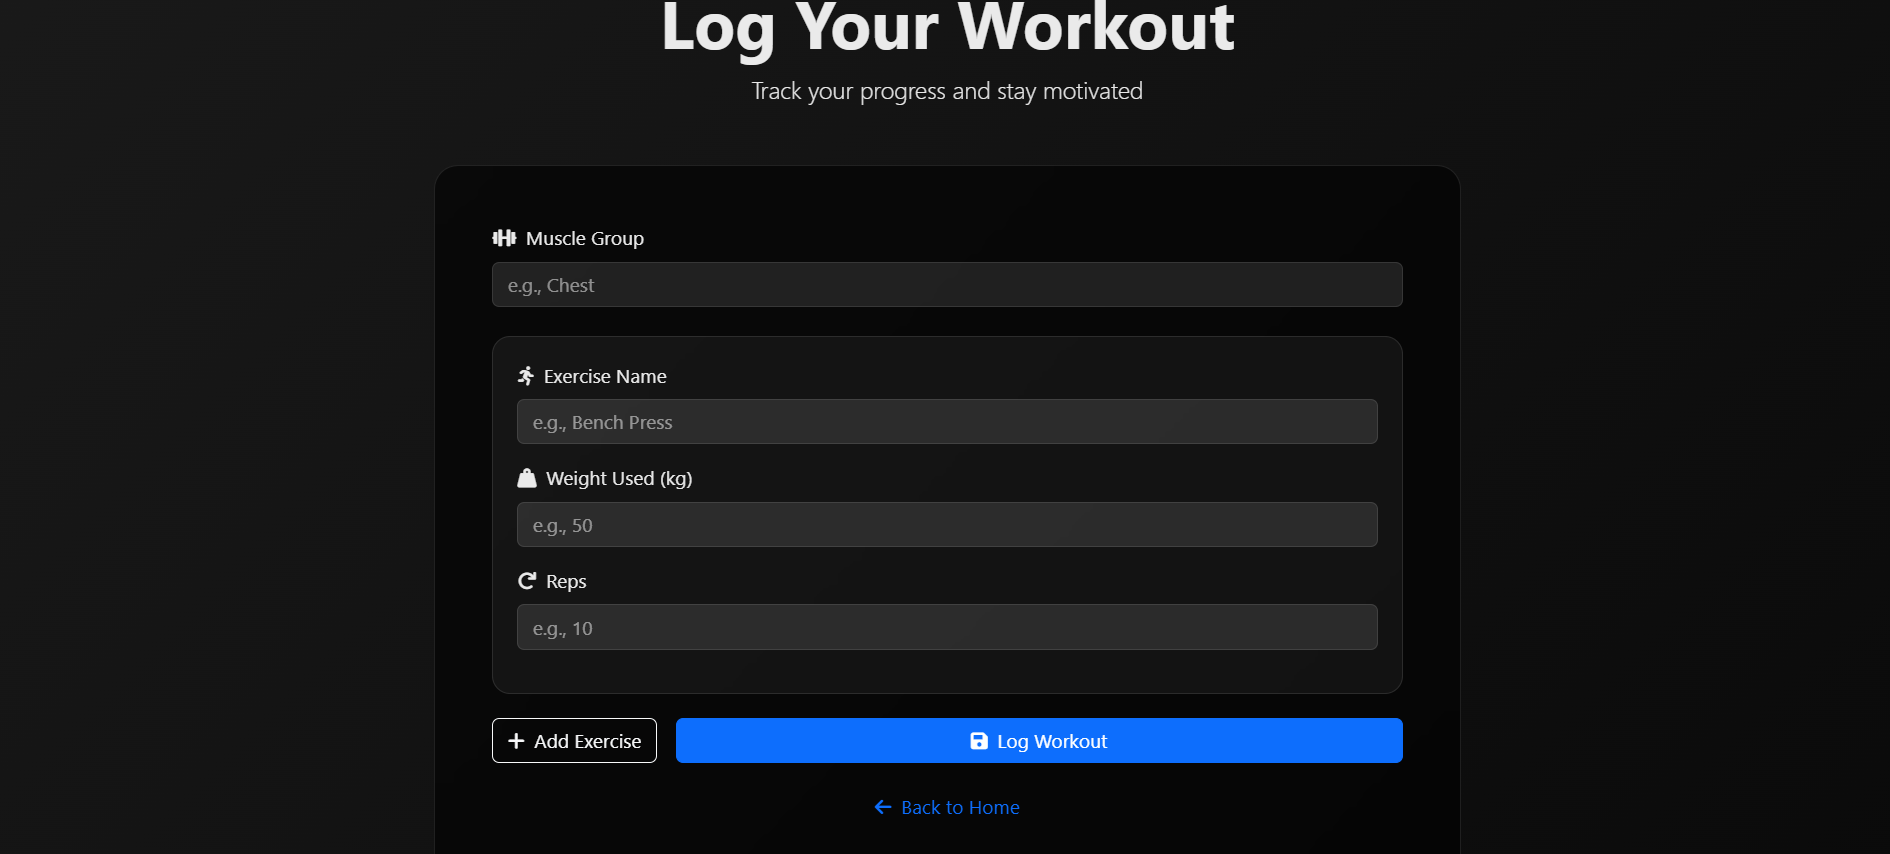 Log Your Workout
Track your progress and stay motivated
Muscle Group
e.g., Chest
Exercise Name
e.g., Bench Press
Weight Used (kg)
e.g., 50
Reps
e.g., 10
Add Exercise
Log Workout
Back to Home